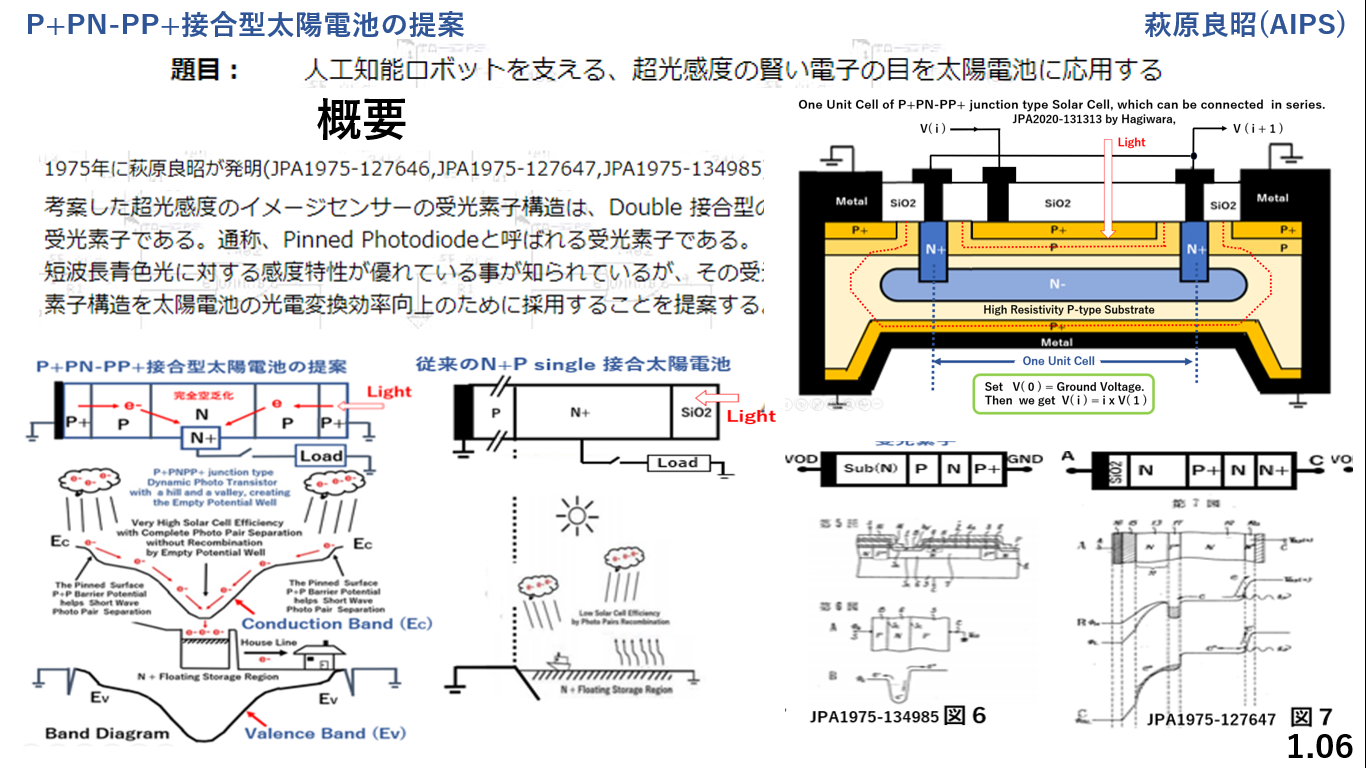 P+PN-PP+接合型太陽電池の提案
萩原良昭(AIPS)
題目： 人工知能ロボットを支える、超光感度の賢い電子の目を太陽電池に応用する
概要
1975年に萩原良昭が発明(JPA1975-127646,JPA1975-127647,JPA1975-134985
考案した超光感度のイメージセンサーの受光素子構造は、Double 接合型の
受光素子である。通称、Pinned Photodiodeと呼ばれる受光素子である。
短波長青色光に対する感度特性が優れている事が知られているが、その受
素子構造を太陽電池の光電変換効率向上のために採用することを提案する。
One Unit Cell of P+PN-PP+ junction type Solar Cell, which can be connected in series.
JPA2020-131313 by Hagiwara,
V(i)
V(i+1)
Light
Metal
SiO2
SiO2
SiO2
Metal
P+
P+
P+
P
N+
P
N+
P
N-
High Resistivity P-type Substrate
P+
Metal
One Unit Cell
Set V(0) = Ground Voltage.
Then we get V(i) = i x V(1)
P+PN-PP+接合型太陽電池の提案
完全空乏化
Light
P+
P
e-
N
e
P
P+
N+
Load
P+PNPP+ junction type
Dynamic Photo Transistor
with a hill and a valley, creating
the Empty Potential Well
Very High Solar Cell Efficiency
with Complete Photo Pair Separation
without Recombination
by Empty Potential Well
Ec
Ec
The Pinned Surface
P+P Barrier Potential
helps Short Wave
Photo Pair Separation
The Pinned Surface
P+P Barrier Potential
helps Short Wave
Photo Pair Separation
Conduction Band (Ec)
e- e- e-
House Line
e-
N + Floating Storage Region
Ev
Ev
Band Diagram
Valence Band (Ev)
従来のN+P single 接合太陽電池
P
N+
SiO2
Light
Load
Low Solar Cell Efficiency
by Photo Pairs Recombination
N + Floating Storage Region
受光素子
VOD
Sub(N)
P
N
P+
GND
A
SiO2
N
P+
N
N+
C
VO
第5図
第6図
A
B
JPA1975-134985 図6
第7図
A
B
C
JPA1975-127647 図7
1.06